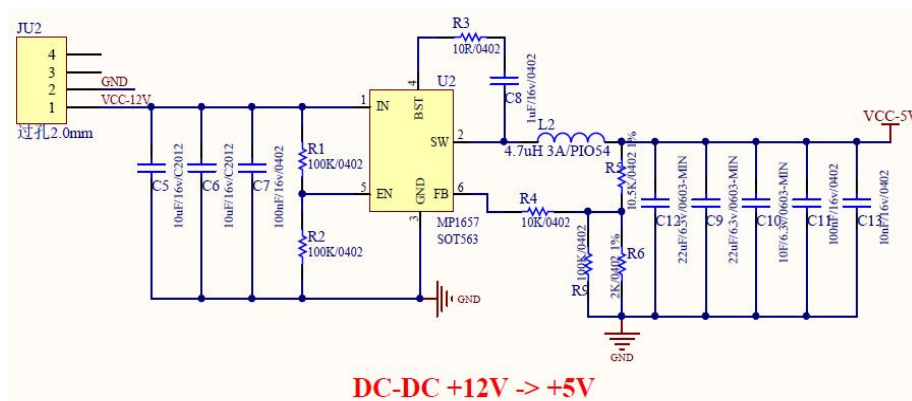 JU2
4
3
2
1
GND
VCC-12V
过孔2.0mm
C5
10uF/16v/C2012
C6
10uF/16v/C2012
C7
100nF/16v/0402
R1
100K/0402
R2
100K/0402
1
IN
5
EN
4
BST
U2
SW
2
FB
6
GND
3
MP1657
SOT563
GND
R3
10R/0402
C8
1uF/16v/0402
L2
4.7uH 3A/PIO54
R4
10K/0402
R5
10.5K/0402 1%
100K/0402
R9
R6
2K/0402 1%
GND
C12
22uF/6.3v/0603-MIN
C9
22uF/6.3v/0603-MIN
C10
10F/6.3v/0603-MIN
C11
100nF/16v/0402
C13
10nF/16v/0402
VCC-5V
DC-DC +12V -> +5V